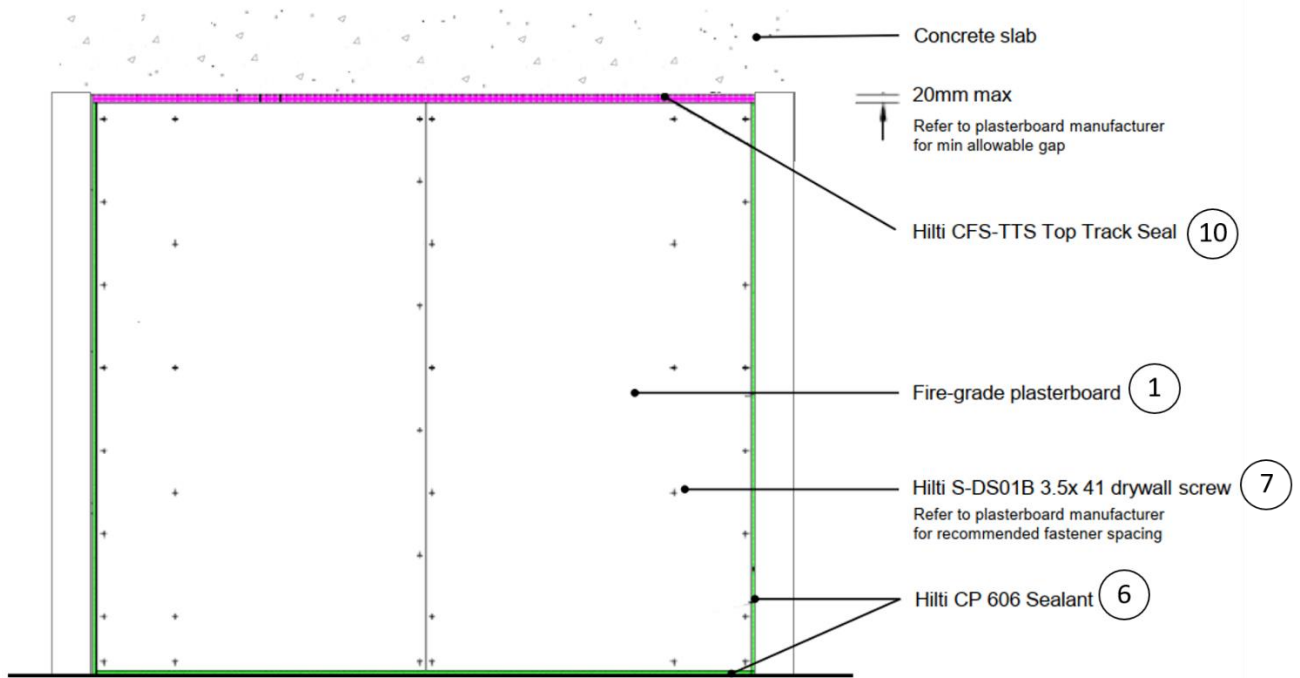 Concrete slab
20mm max
Refer to plasterboard manufacturer
for min allowable gap
Hilti CFS-TTS Top Track Seal 10
Fire-grade plasterboard 1
Hilti S-DS01B 3.5x 41 drywall screw 7
Refer to plasterboard manufacturer
for recommended fastener spacing
Hilti CP 606 Sealant 6